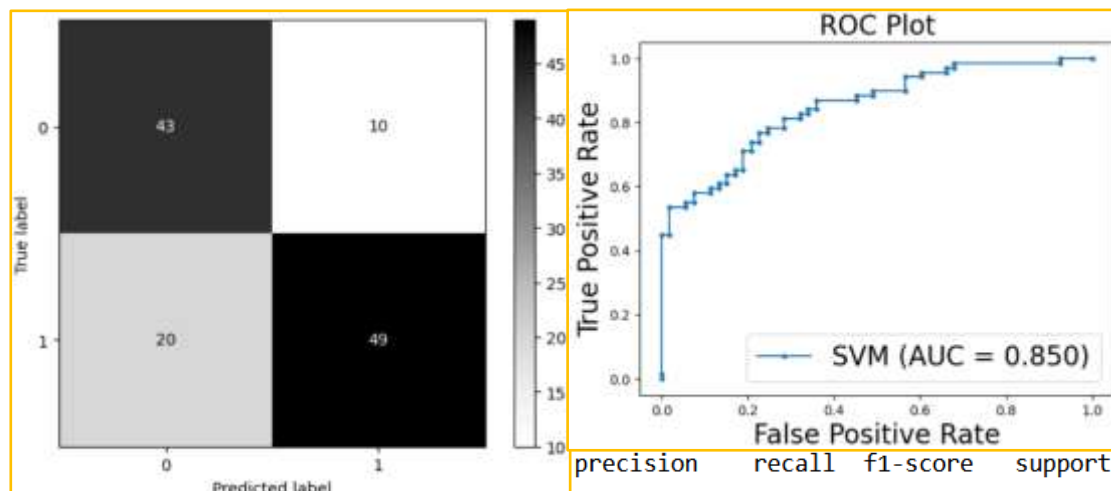 0
43
10
1
20
49
True label
0
1
Predicted label
45
40
35
30
25
20
15
10
ROC Plot
1.0
0.8
0.6
0.4
0.2
0.0
True Positive Rate
SVM (AUC = 0.850)
0.0 0.2 0.4 0.6 0.8 1.0
False Positive Rate
precision recall f1-score support